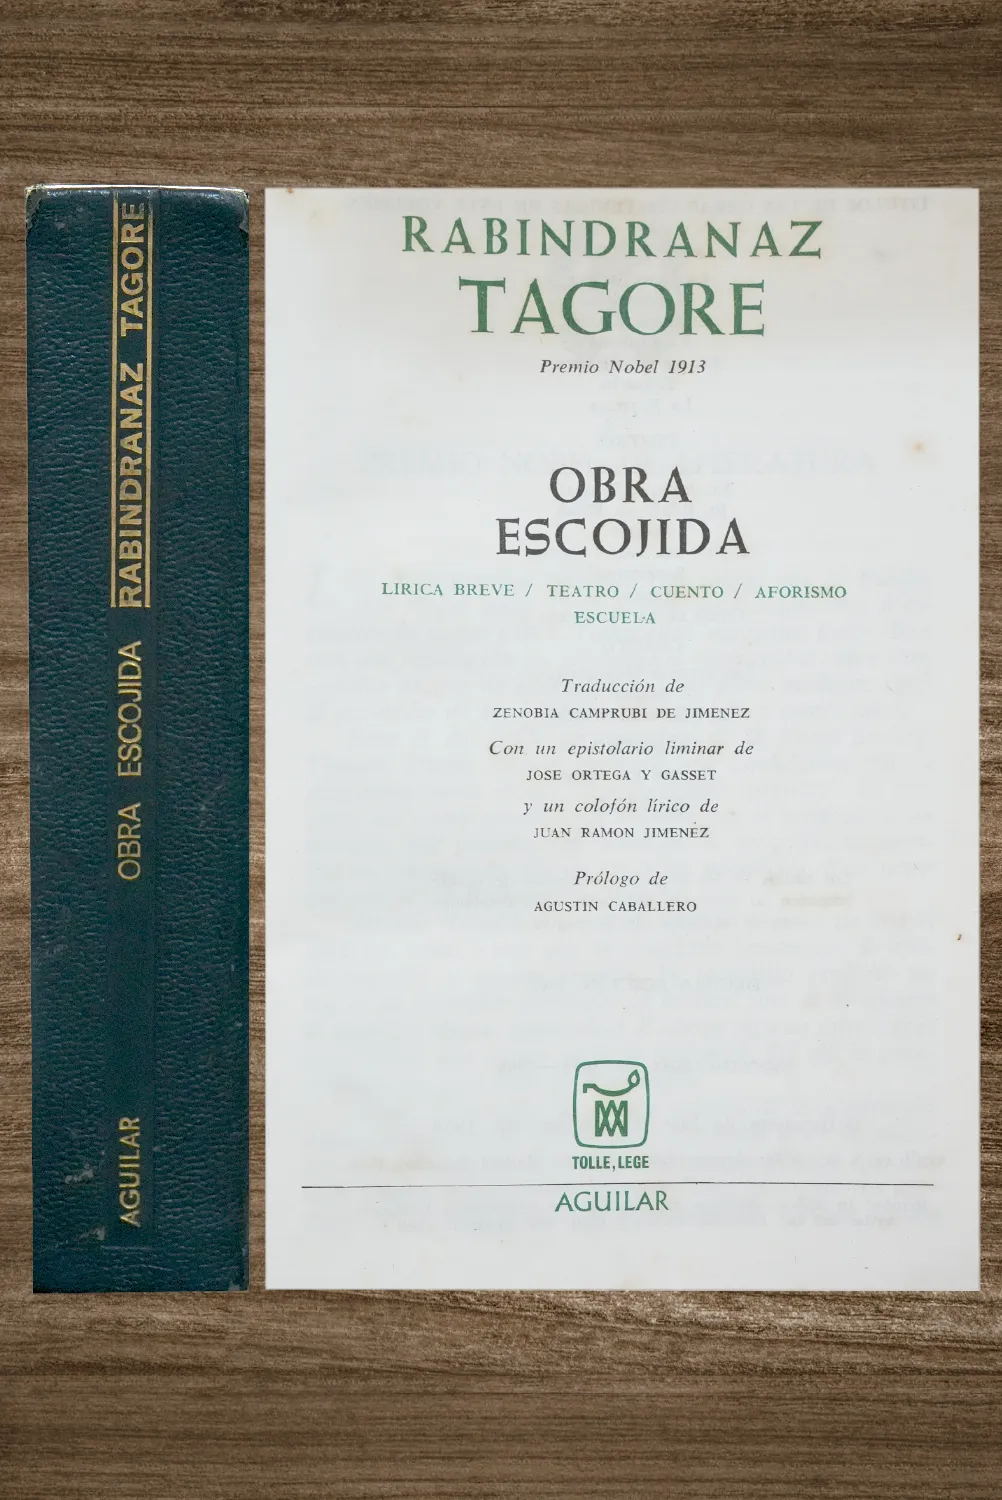 RABINDRANAZ TAGORE
OBRA ESCOJIDA
AGUILAR
RABINDRANAZ
TAGORE
Premio Nobel 1913
OBRA
ESCOJIDA
LIRICA BREVE / TEATRO / CUENTO / AFORISMO
ESCUELA
Traducción de
ZENOBIA CAMPRUBI DE JIMENEZ
Con un epistolario liminar de
JOSE ORTEGA Y GASSET
y un colofón lírico de
JUAN RAMON JIMENEZ
Prólogo de
AGUSTIN CABALLERO
TOLLE, LEGE
AGUILAR